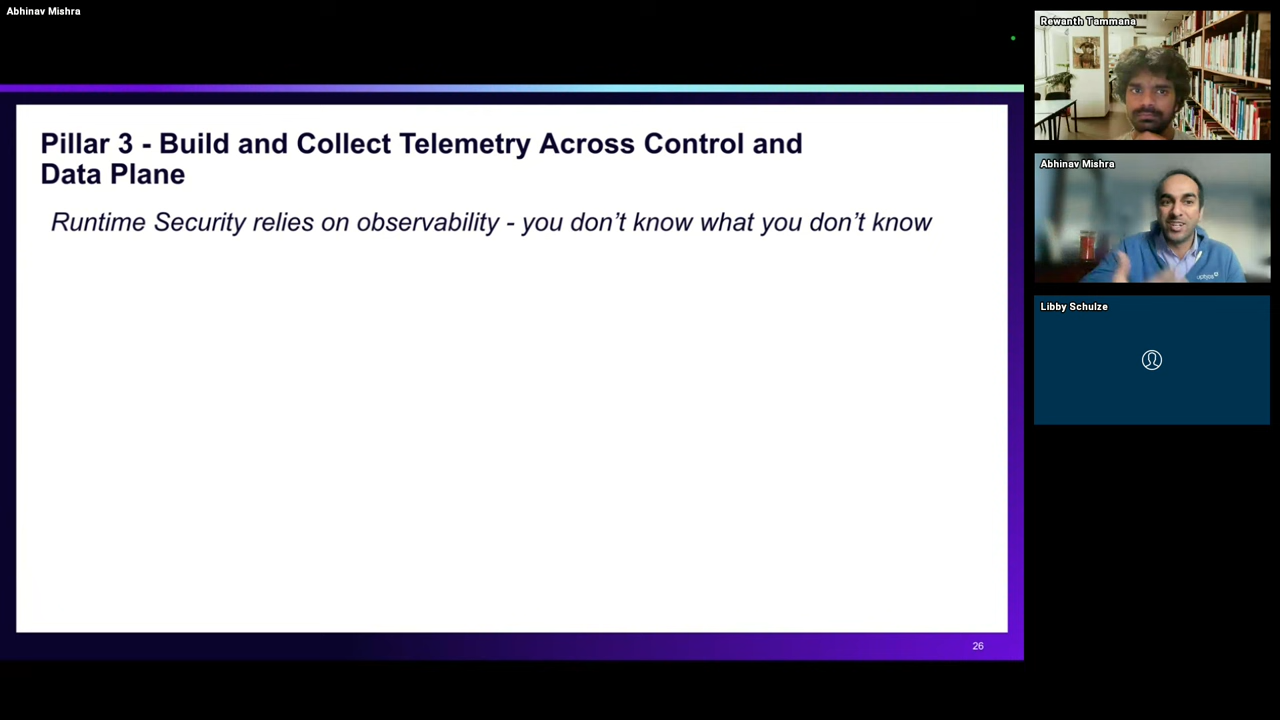 Abhinav Mishra
Pillar 3 - Build and Collect Telemetry Across Control and
Data Plane
Runtime Security relies on observability - you don't know what you don't know
26
Rewanth Tammana
Abhinav Mishra
uptycs
Libby Schulze